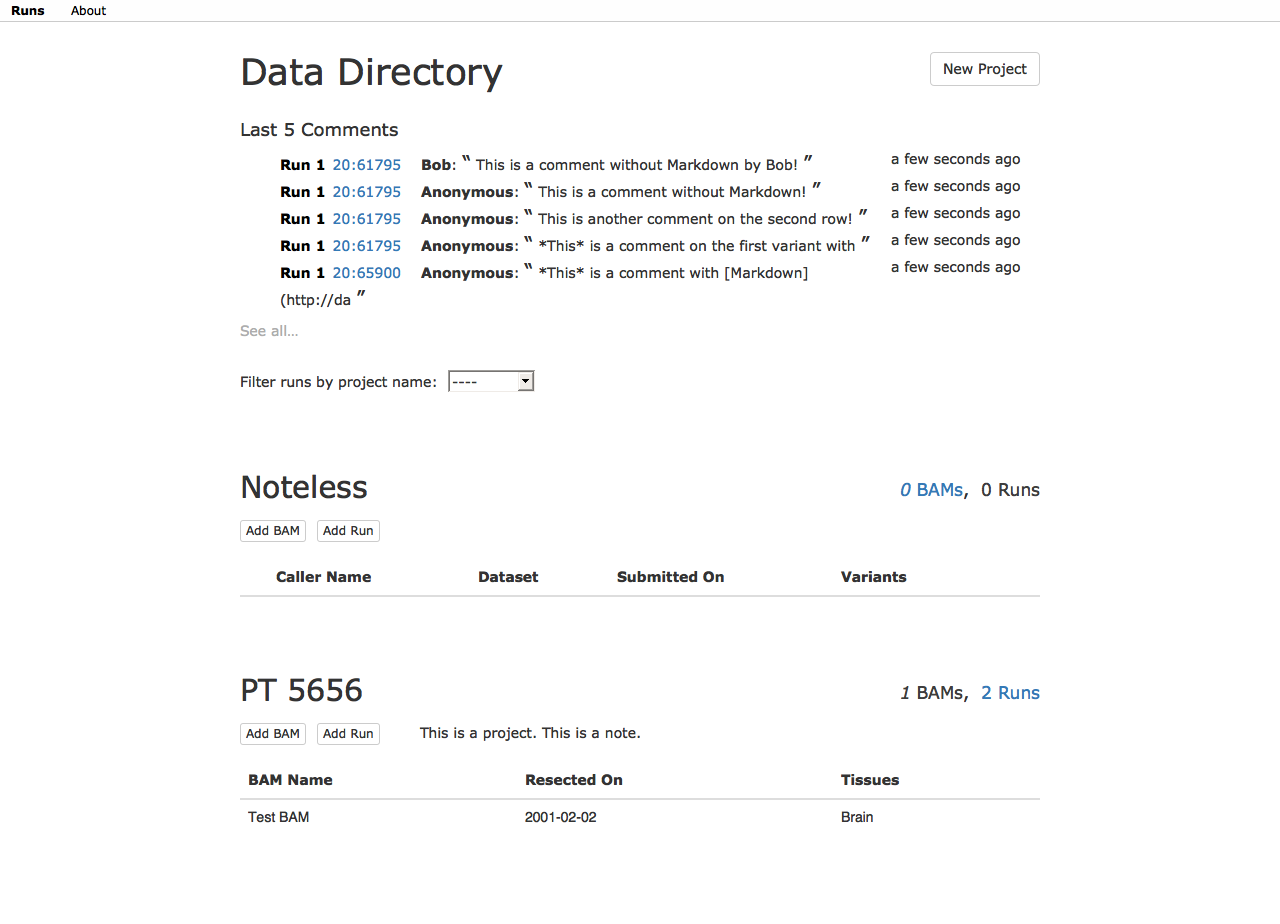 Runs About
Data Directory
New Project
Last 5 Comments
Run 1 20:61795 Bob: “ This is a comment without Markdown by Bob! ” a few seconds ago
Run 1 20:61795 Anonymous: “ This is a comment without Markdown! ” a few seconds ago
Run 1 20:61795 Anonymous: “ This is another comment on the second row! ” a few seconds ago
Run 1 20:61795 Anonymous: “ *This* is a comment on the first variant with ” a few seconds ago
Run 1 20:65900 Anonymous: “ *This* is a comment with [Markdown] a few seconds ago
(http://da ”
See all...
Filter runs by project name: ----
Noteless 0 BAMs, 0 Runs
Add BAM Add Run
Caller Name Dataset Submitted On Variants
PT 5656 1 BAMs, 2 Runs
Add BAM Add Run This is a project. This is a note.
BAM Name Resected On Tissues
Test BAM 2001-02-02 Brain